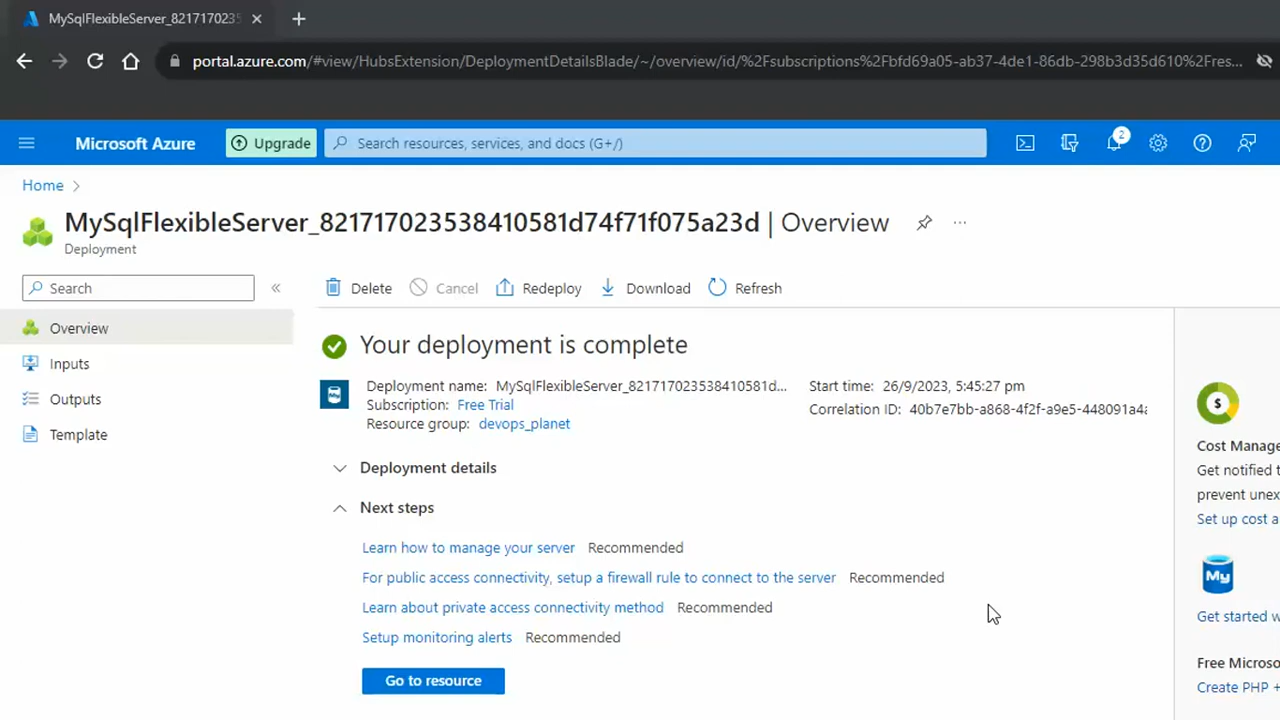 MySqlFlexibleServer_8217170235
portal.azure.com/#view/HubsExtension/DeploymentDetailsBlade/~/overview/id/%2Fsubscriptions%2Fbfd69a05-ab37-4de1-86db-298b3d35d610%2Fres...
Microsoft Azure Upgrade Search resources, services, and docs (G+/) 2
Home >
MySqlFlexibleServer_821717023538410581d74f71f075a23d | Overview ...
Deployment
Search «
Delete Cancel Redeploy Download Refresh
Overview
Inputs
Outputs
Template
Your deployment is complete
Deployment name: MySqlFlexibleServer_821717023538410581d... Start time: 26/9/2023, 5:45:27 pm
Subscription: Free Trial Correlation ID: 40b7e7bb-a868-4f2f-a9e5-448091a4
Resource group: devops_planet
Deployment details
Next steps
Learn how to manage your server Recommended
For public access connectivity, setup a firewall rule to connect to the server Recommended
Learn about private access connectivity method Recommended
Setup monitoring alerts Recommended
Go to resource
$
Cost Manage
Get notified t
prevent unex
Set up cost a
My
Get started w
Free Microso
Create PHP +